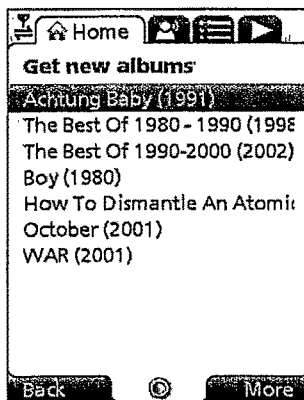 Home
Get new albums
Achtung Baby (1991)
The Best Of 1980 - 1990 (1998
The Best Of 1990-2000 (2002)
Boy (1980)
How To Dismantle An Atomic
October (2001)
WAR (2001)
Back More